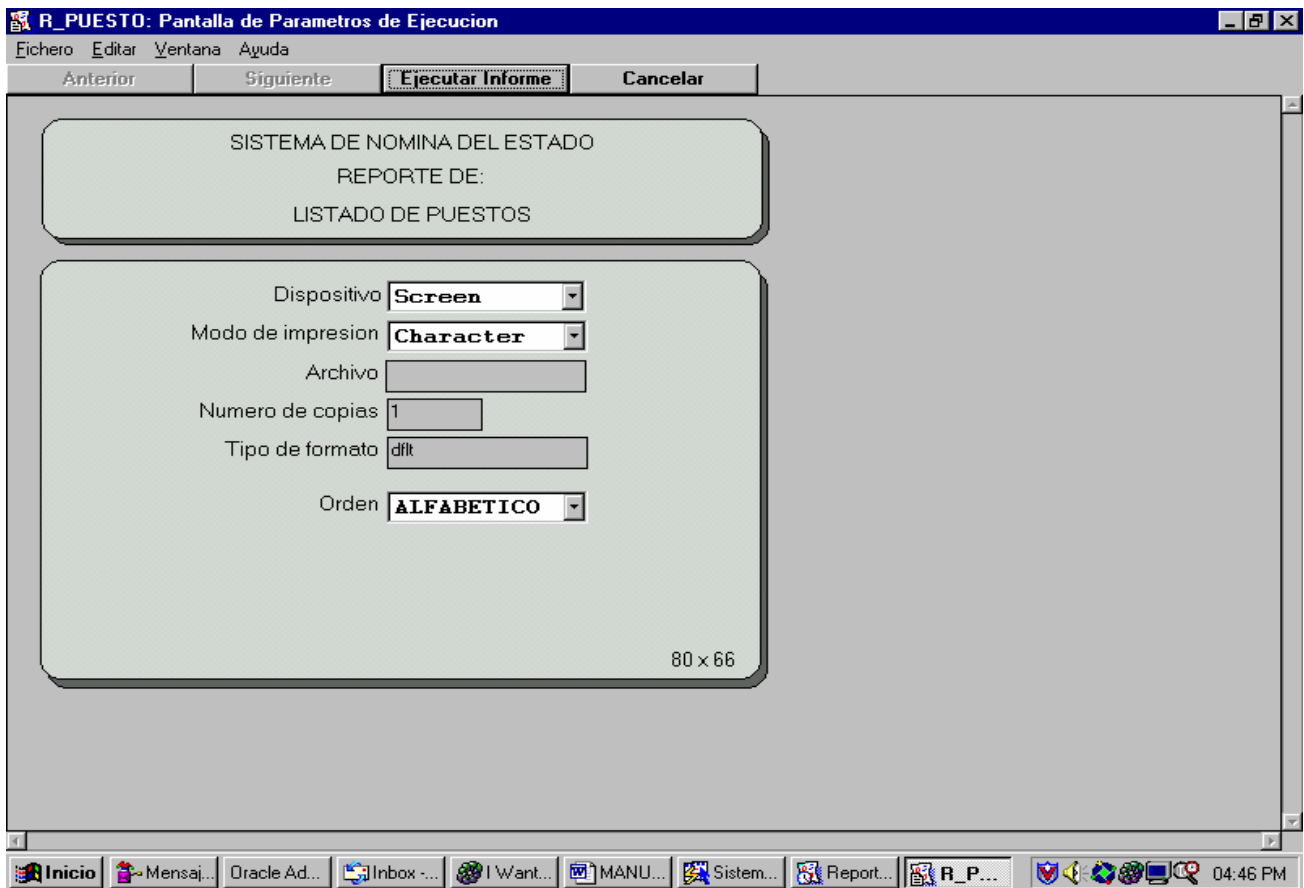 R_PUESTO: Pantalla de Parametros de Ejecucion
Fichero Editar Ventana Ayuda
Anterior Siguiente Ejecutar Informe Cancelar
SISTEMA DE NOMINA DEL ESTADO
REPORTE DE:
LISTADO DE PUESTOS
Dispositivo Screen
Modo de impresion Character
Archivo
Numero de copias 1
Tipo de formato dflt
Orden ALFABETICO
80 x 66
Inicio Mensaj... Oracle Ad... Inbox -... I Want... MANU... Sistem... Report... R_P... 04:46 PM